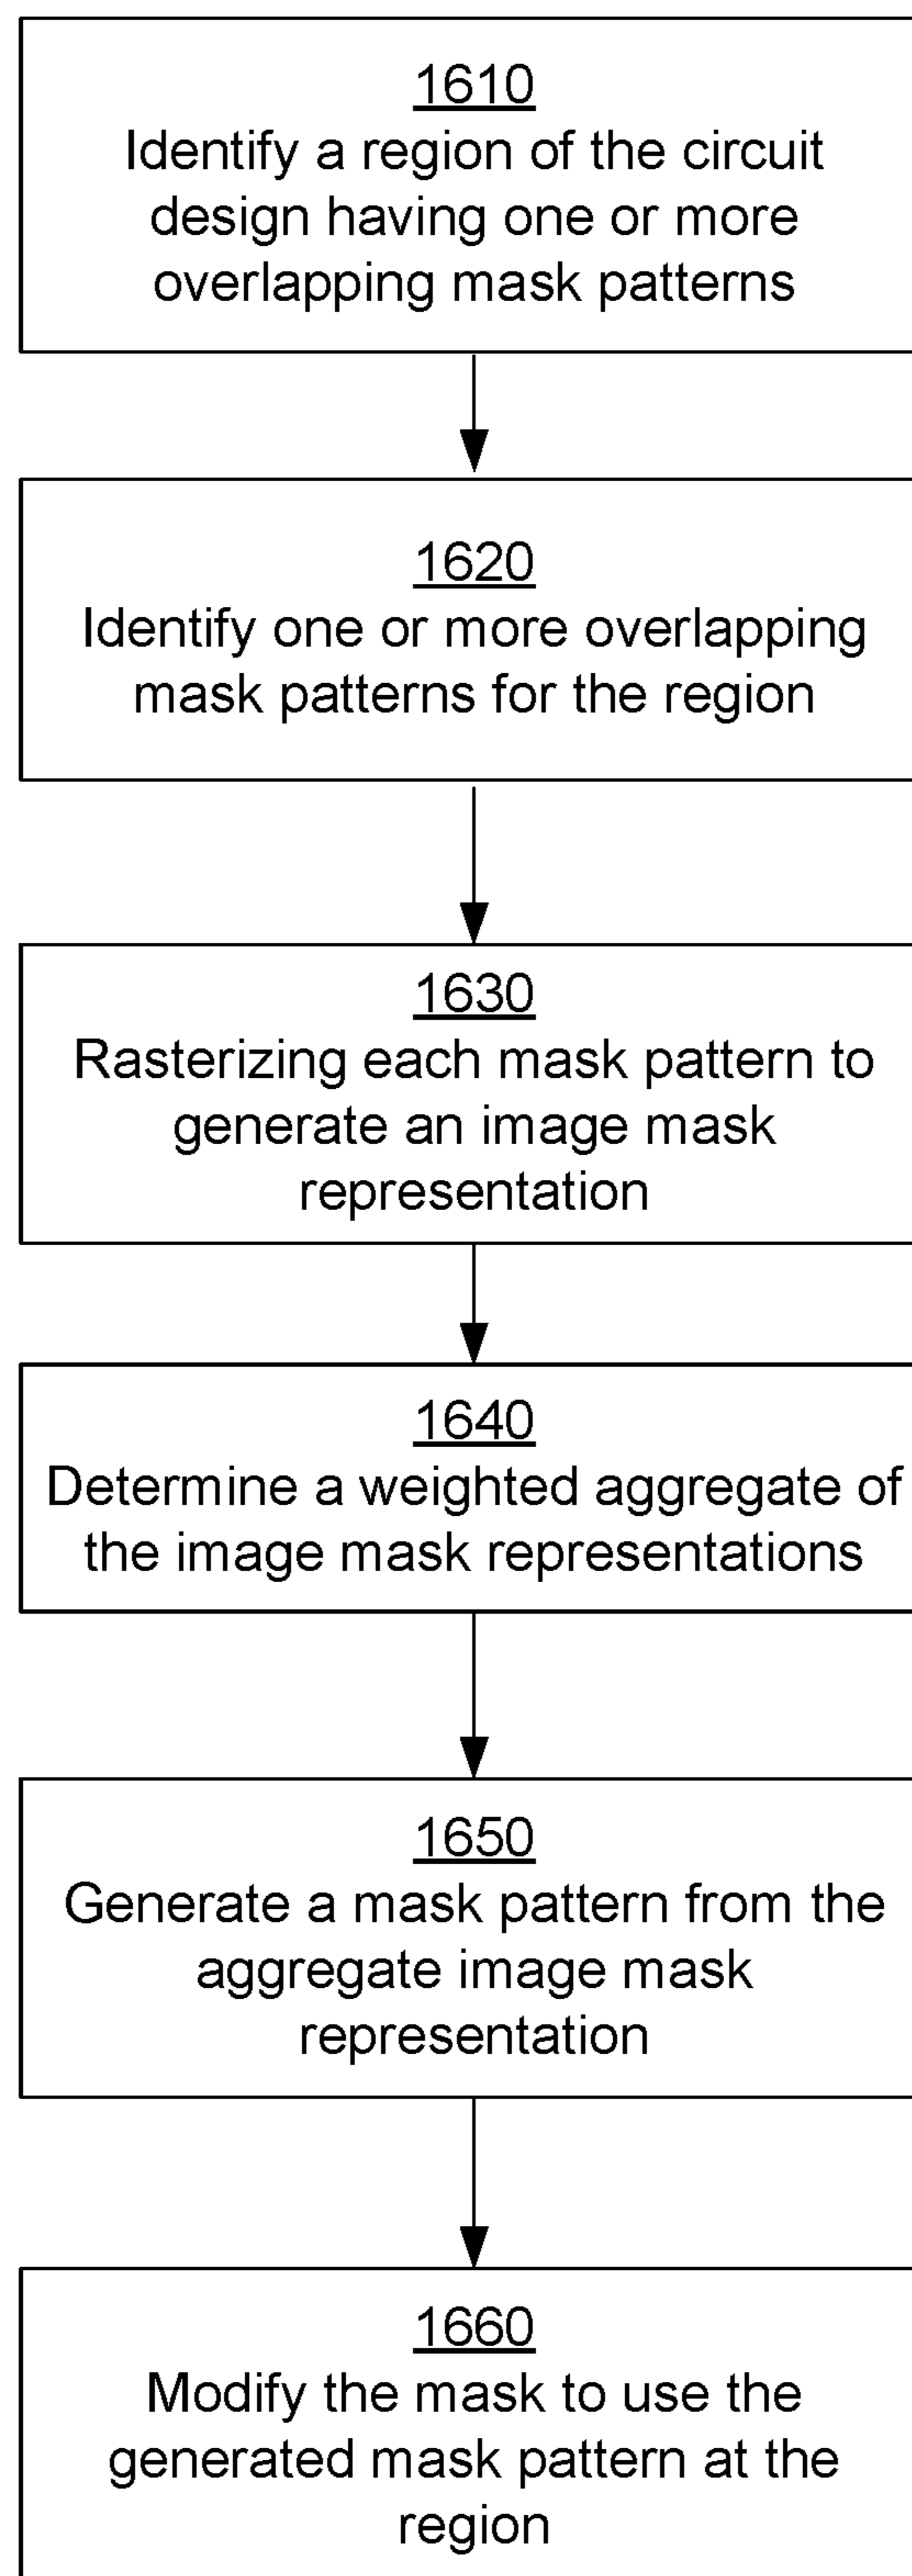 1610
Identify a region of the circuit
design having one or more
overlapping mask patterns
1620
Identify one or more overlapping
mask patterns for the region
1630
Rasterizing each mask pattern to
generate an image mask
representation
1640
Determine a weighted aggregate of
the image mask representations
1650
Generate a mask pattern from the
aggregate image mask
representation
1660
Modify the mask to use the
generated mask pattern at the
region